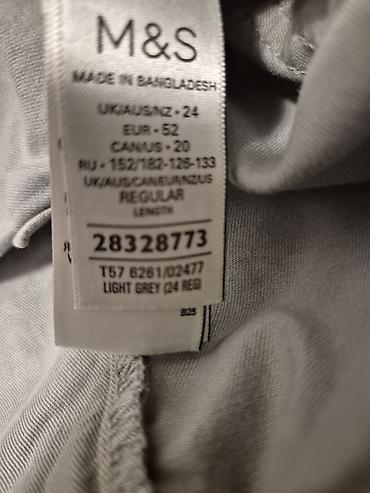 M&S
MADE IN BANGLADESH
UK/AUS/NZ • 24
EUR • 52
CAN/US • 20
RU • 152/182-126-133
UK/AUS/CAN/EUR/NZ/US
REGULAR
LENGTH
28328773
T57 6261/02477
LIGHT GREY (24 REG)
B25